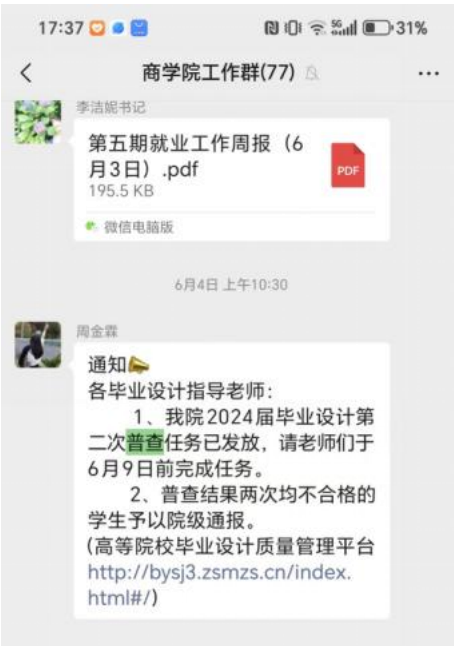 17:37 5G 31%
商学院工作群(77)
李洁妮书记
第五期就业工作周报（6
月3日）.pdf
PDF
195.5 KB
微信电脑版
6月4日 上午10:30
周金霖
通知
各毕业设计指导老师：
1、我院2024届毕业设计第
二次普查任务已发放，请老师们于
6月9日前完成任务。
2、普查结果两次均不合格的
学生予以院级通报。
(高等院校毕业设计质量管理平台
http://bysj3.zsmzs.cn/index.
html#/)